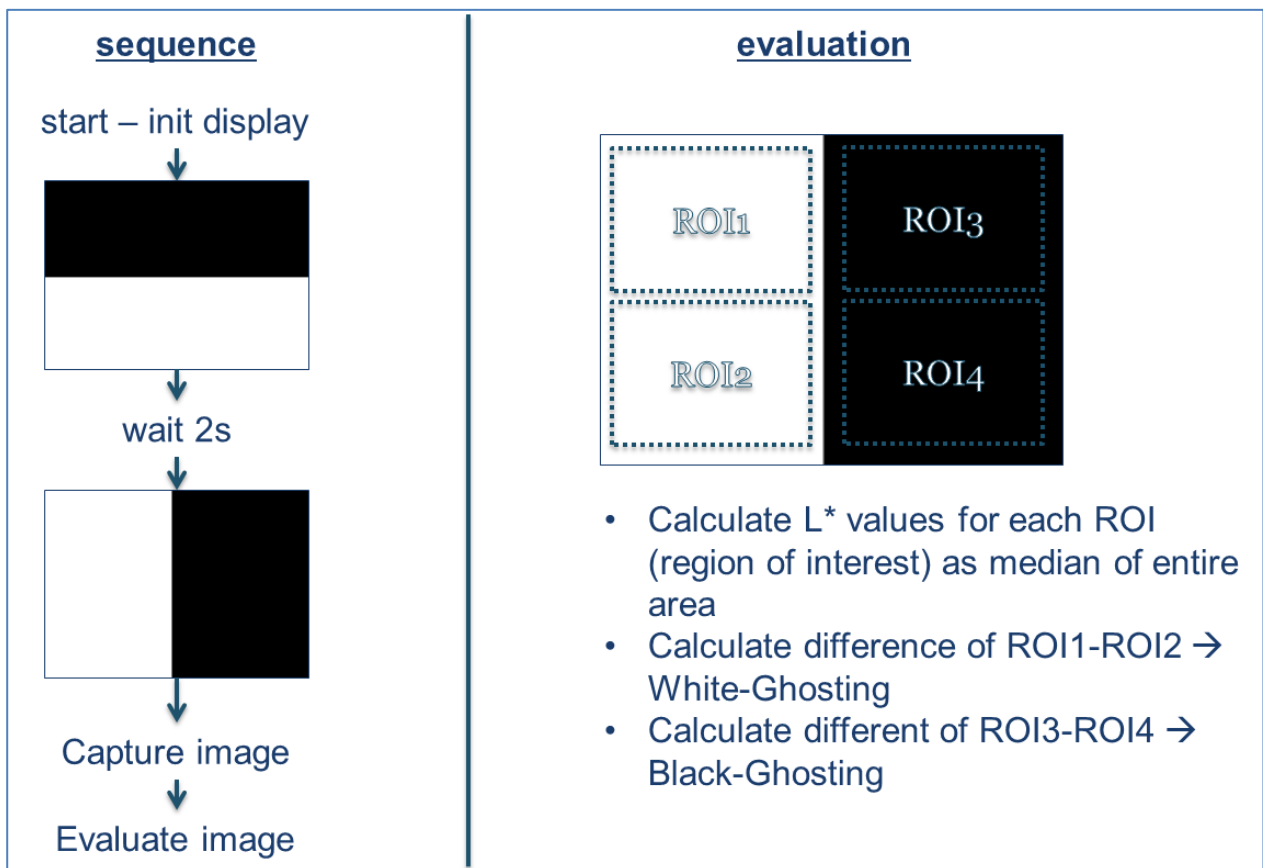 sequence
start – init display
wait 2s
Capture image
Evaluate image
evaluation
ROI1
ROI3
ROI2
ROI4
• Calculate L* values for each ROI
(region of interest) as median of entire
area
• Calculate difference of ROI1-ROI2 →
White-Ghosting
• Calculate different of ROI3-ROI4 →
Black-Ghosting